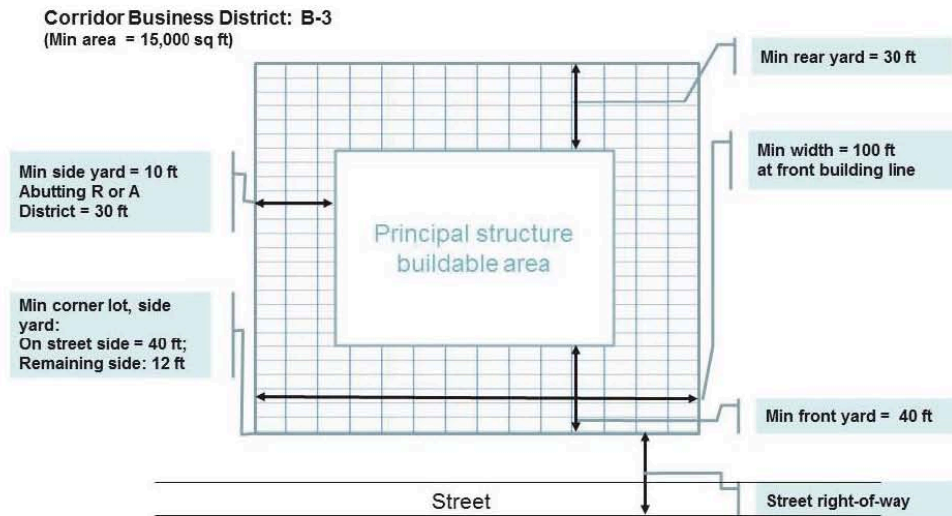 Corridor Business District: B-3
(Min area = 15,000 sq ft)
Min rear yard = 30 ft
Min width = 100 ft
at front building line
Min side yard = 10 ft
Abutting R or A
District = 30 ft
Principal structure
buildable area
Min corner lot, side
yard:
On street side = 40 ft;
Remaining side: 12 ft
Min front yard = 40 ft
Street
Street right-of-way